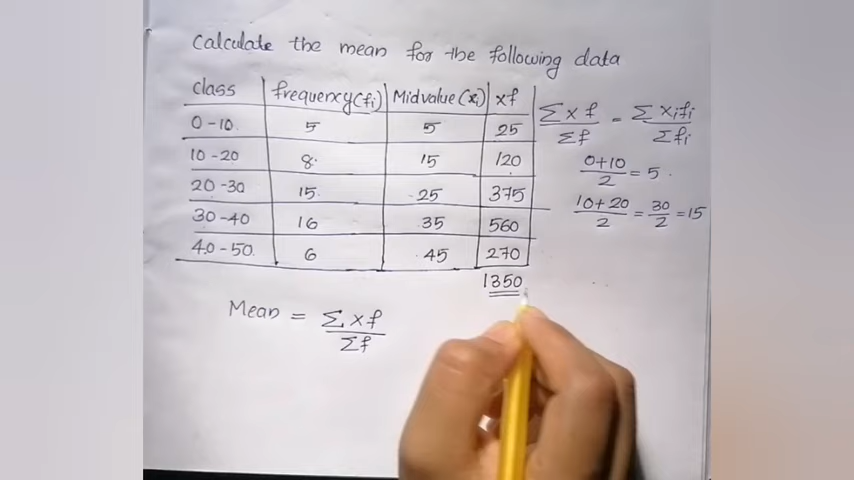 Calculate the mean for the following data
class frequency(fi) Midvalue (xi) xf
0-10 5 5 25
10-20 8 15 120
20-30 15 25 375
30-40 16 35 560
40-50 6 45 270
1350
Σxf/Σf = Σxifi/Σfi
0+10/2 = 5
10+20/2 = 30/2 = 15
Mean = Σxf/Σf